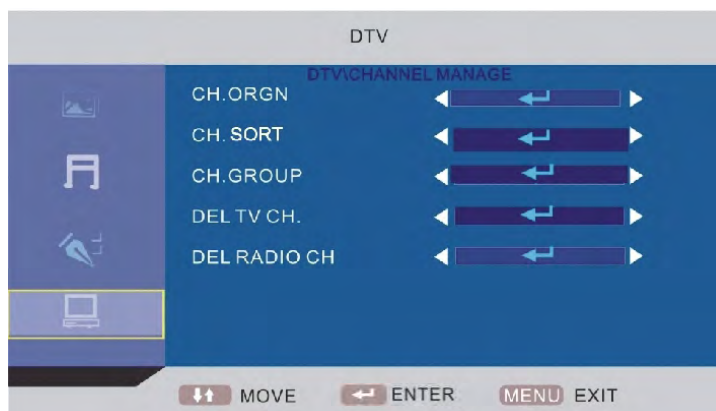 DTV
DTV\CHANNEL MANAGE
CH.ORGN
CH. SORT
CH.GROUP
DEL TV CH.
DEL RADIO CH
MOVE ENTER MENU EXIT